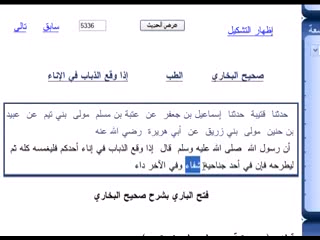 سابق تالى
5336
عرض الحديث
إظهار التشكيل
صحيح البخاري الطب إذا وقع الذباب في الإناء
حدثنا قتيبة حدثنا إسماعيل بن جعفر عن عتبة بن مسلم مولى بني تيم عن عبيد
بن حنين مولى بني زريق عن أبي هريرة رضي الله عنه
أن رسول الله صلى الله عليه وسلم قال إذا وقع الذباب في إناء أحدكم فليغمسه كله ثم
ليطرحه فإن في أحد جناحيه شفاء وفي الآخر داء
فتح الباري بشرح صحيح البخاري